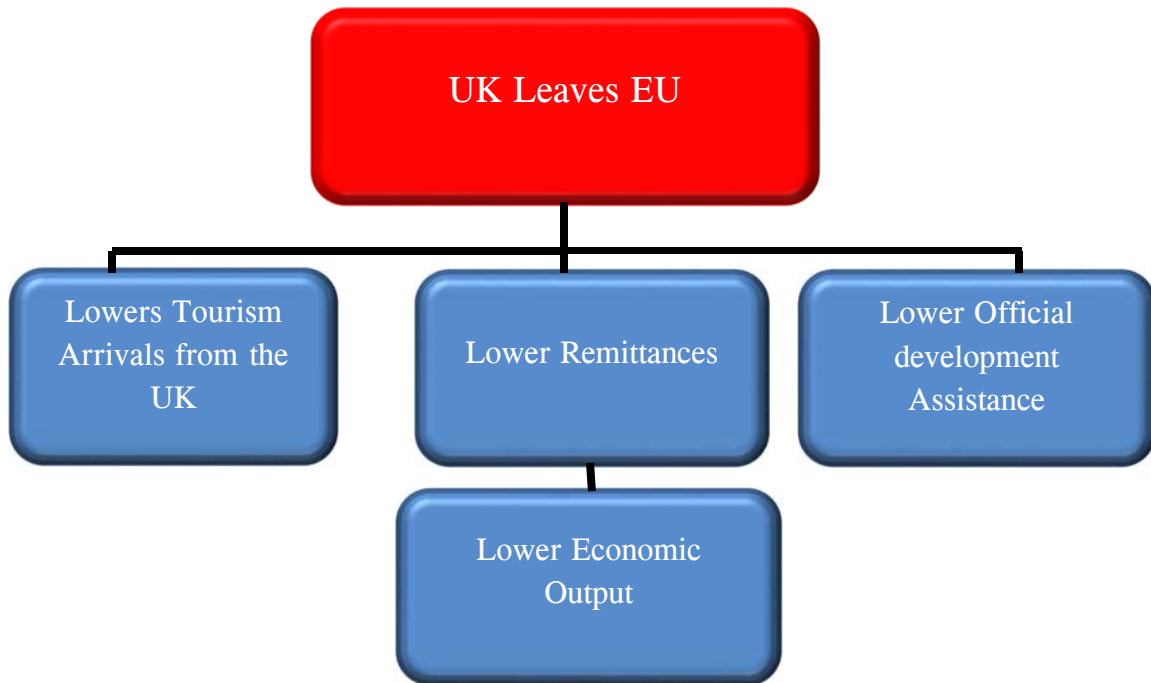 UK Leaves EU
Lowers Tourism
Arrivals from the
UK
Lower Remittances
Lower Official
development
Assistance
Lower Economic
Output